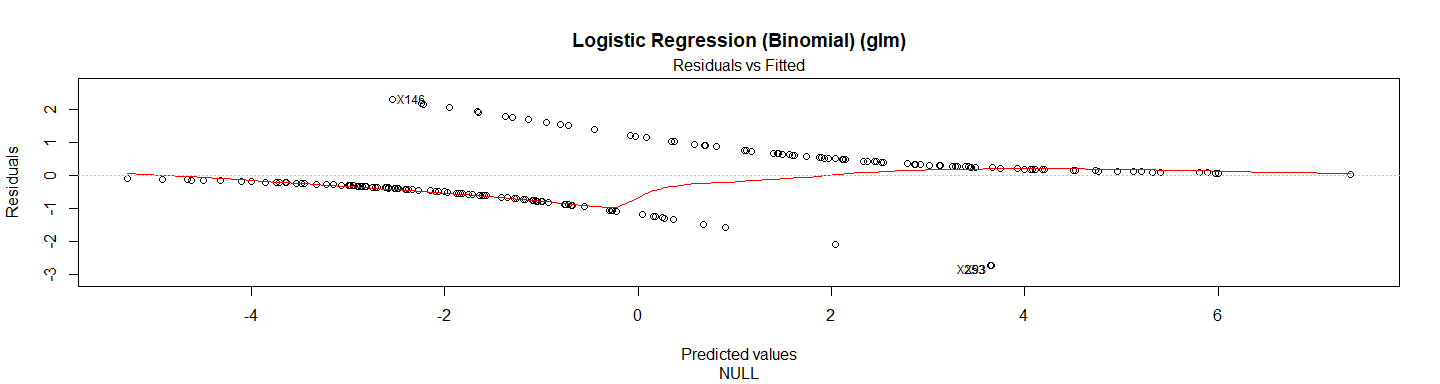 Logistic Regression (Binomial) (glm)
Residuals vs Fitted
Residuals
2
1
0
-1
-2
-3
X146
-4
-2
0
2
4
6
Predicted values
NULL